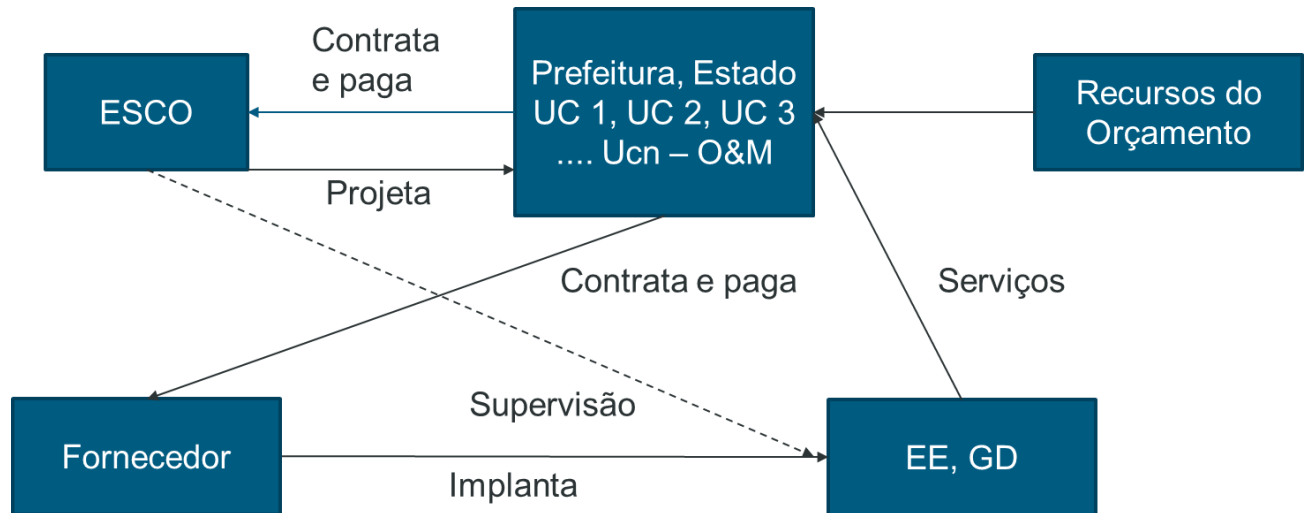 Contrata
e paga
ESCO
Prefeitura, Estado
UC 1, UC 2, UC 3
.... Ucn – O&M
Recursos do
Orçamento
Projeta
Contrata e paga
Serviços
Supervisão
Fornecedor
Implanta
EE, GD